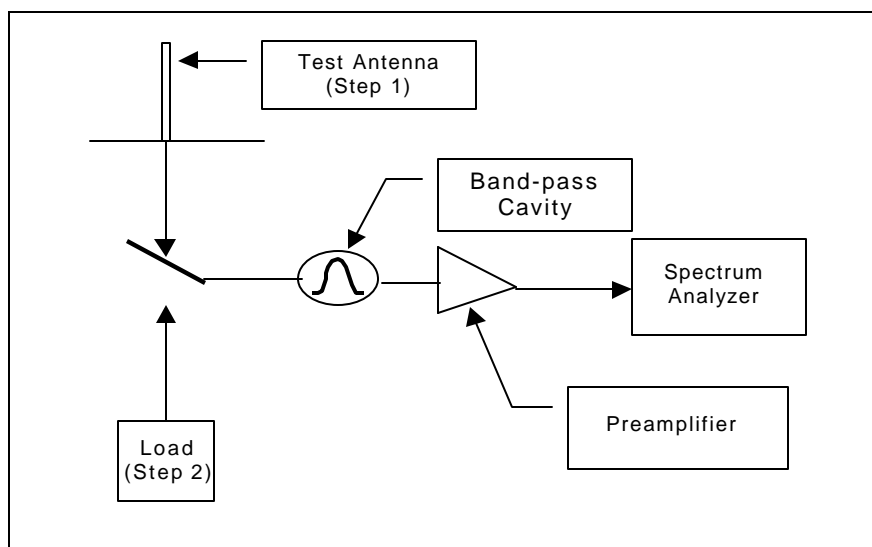 Test Antenna
(Step 1)
Band-pass
Cavity
Spectrum
Analyzer
Preamplifier
Load
(Step 2)